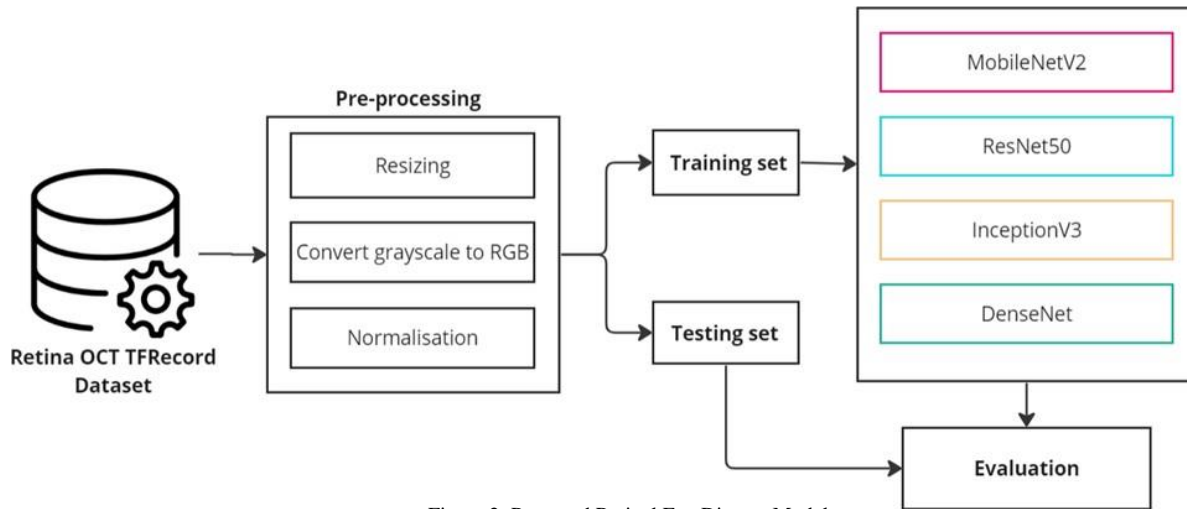 Retina OCT TFRecord
Dataset
Pre-processing
Resizing
Convert grayscale to RGB
Normalisation
Training set
Testing set
MobileNetV2
ResNet50
InceptionV3
DenseNet
Evaluation